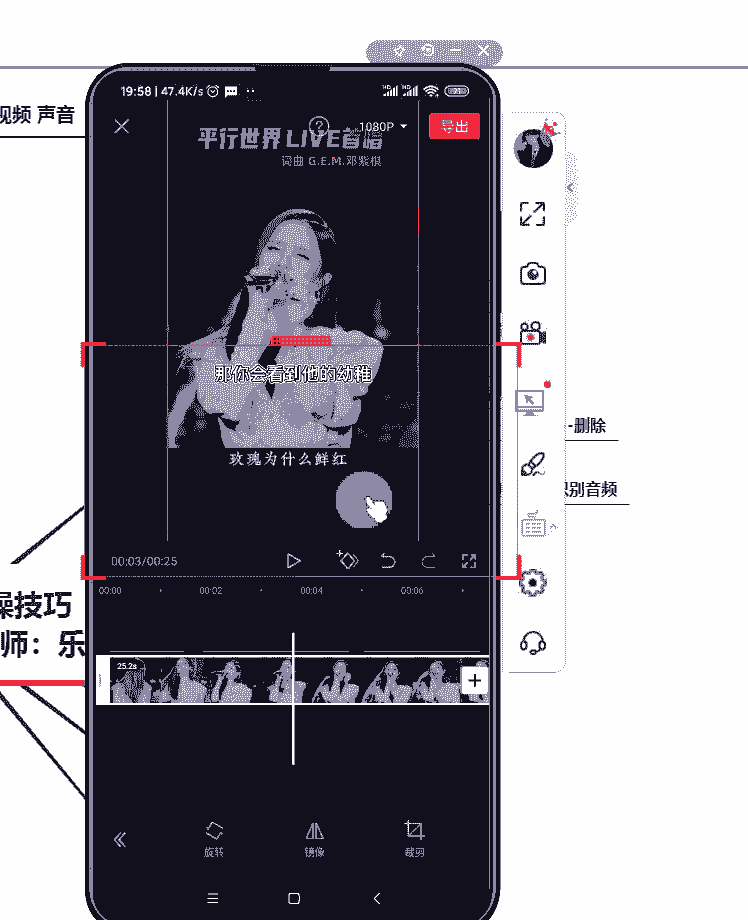 19:58 | 47.4K/s
视频 声音
1080P
导出
平行世界 LIVE首唱
词曲 G.E.M.邓紫棋
那你会看到他的幼稚
玫瑰为什么鲜红
-删除
识别音频
00:03/00:25
00:00
00:02
00:04
00:06
操技巧
师：乐
25.2s
旋转
镜像
裁剪